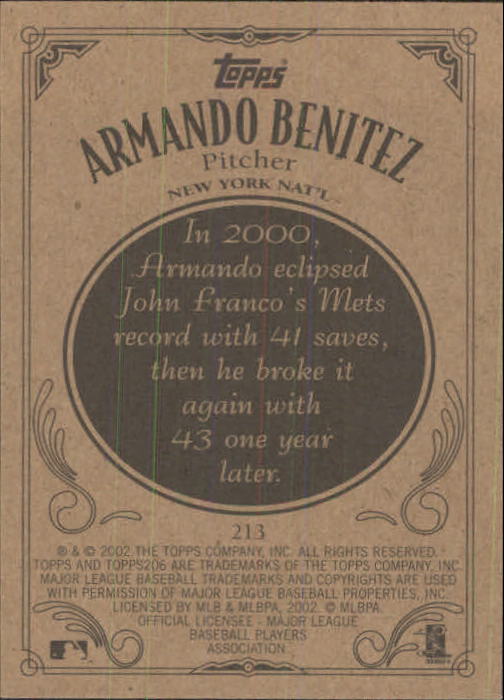 Topps
ARMANDO BENITEZ
Pitcher
NEW YORK NAT'L
In 2000,
Armando eclipsed
John Franco's Mets
record with 41 saves,
then he broke it
again with
43 one year
later.
213
® & © 2002 THE TOPPS COMPANY, INC. ALL RIGHTS RESERVED.
TOPPS AND TOPPS206 ARE TRADEMARKS OF THE TOPPS COMPANY, INC.
MAJOR LEAGUE BASEBALL TRADEMARKS AND COPYRIGHTS ARE USED
WITH PERMISSION OF MAJOR LEAGUE BASEBALL PROPERTIES, INC.
LICENSED BY MLB & MLBPA, 2002. © MLBPA.
OFFICIAL LICENSEE - MAJOR LEAGUE
BASEBALL PLAYERS
ASSOCIATION.